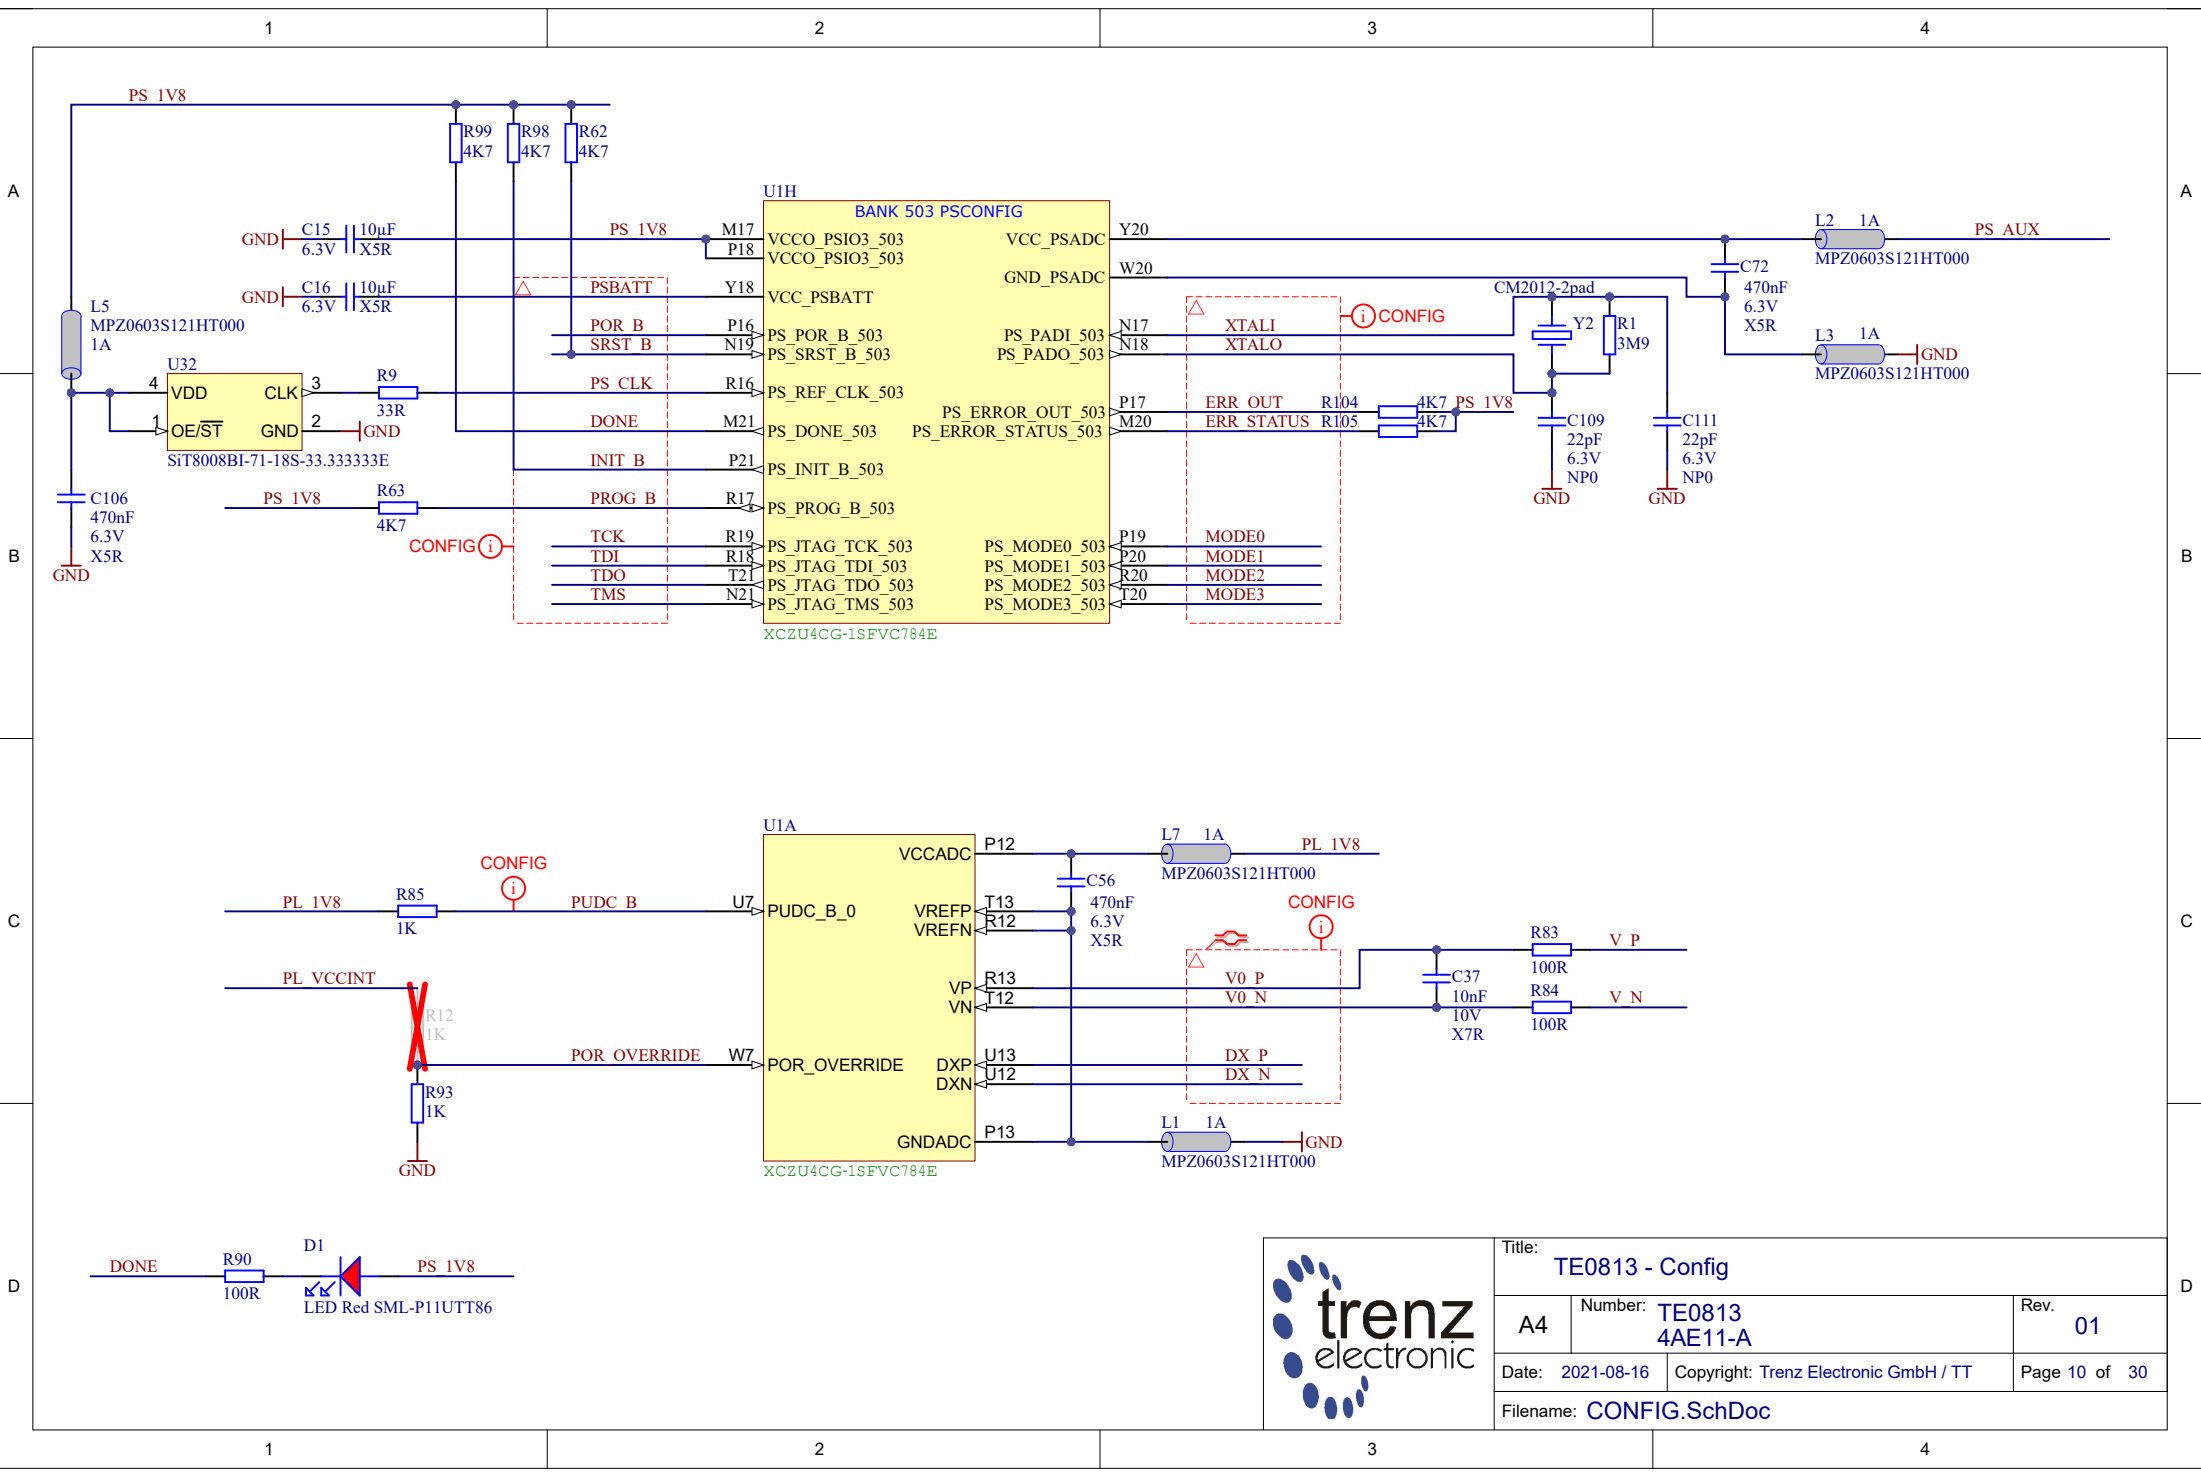 1 2 3 4
A
B
C
D
A
B
C
D
PS_1V8
R99
4K7
R98
4K7
R62
4K7
GND
C15
6.3V
10µF
X5R
PS_1V8
GND
C16
6.3V
10µF
X5R
PSBATT
L5
MPZ0603S121HT000
1A
POR_B
SRST_B
U32
4 VDD CLK 3
1 OE/ST GND 2
GND
SiT8008BI-71-18S-33.333333E
R9
33R
PS_CLK
DONE
INIT_B
C106
470nF
6.3V
X5R
GND
PS_1V8
R63
4K7
PROG_B
CONFIG i
TCK
TDI
TDO
TMS
U1H
BANK 503 PSCONFIG
M17 VCCO_PSIO3_503
P18 VCCO_PSIO3_503
Y18 VCC_PSBATT
P16 PS_POR_B_503
N19 PS_SRST_B_503
R16 PS_REF_CLK_503
M21 PS_DONE_503
P21 PS_INIT_B_503
R17 PS_PROG_B_503
R19 PS_JTAG_TCK_503
R18 PS_JTAG_TDI_503
T21 PS_JTAG_TDO_503
N21 PS_JTAG_TMS_503
VCC_PSADC Y20
GND_PSADC W20
PS_PADI_503 N17
PS_PADO_503 N18
PS_ERROR_OUT_503 P17
PS_ERROR_STATUS_503 M20
PS_MODE0_503 P19
PS_MODE1_503 P20
PS_MODE2_503 R20
PS_MODE3_503 T20
XCZU4CG-1SFVC784E
i CONFIG
XTALI
XTALO
ERR_OUT R104 4K7 PS_1V8
ERR_STATUS R105 4K7
MODE0
MODE1
MODE2
MODE3
CM2012-2pad
Y2
R1
3M9
C109
22pF
6.3V
NP0
GND
C111
22pF
6.3V
NP0
GND
C72
470nF
6.3V
X5R
L2 1A
MPZ0603S121HT000
PS_AUX
L3 1A
MPZ0603S121HT000
GND
PL_1V8
R85
1K
CONFIG
i
PUDC_B
PL_VCCINT
R12
1K
POR_OVERRIDE
R93
1K
GND
U1A
U7 PUDC_B_0
W7 POR_OVERRIDE
VCCADC P12
VREFP T13
VREFN R12
VP R13
VN T12
DXP U13
DXN U12
GNDADC P13
XCZU4CG-1SFVC784E
L7 1A
MPZ0603S121HT000
PL_1V8
C56
470nF
6.3V
X5R
CONFIG
i
V0_P
V0_N
DX_P
DX_N
C37
10nF
10V
X7R
R83
100R
V_P
R84
100R
V_N
L1 1A
MPZ0603S121HT000
GND
DONE
R90
100R
D1
PS_1V8
LED Red SML-P11UTT86
trenz
electronic
Title:
TE0813 - Config
A4
Number: TE0813
4AE11-A
Rev.
01
Date: 2021-08-16
Copyright: Trenz Electronic GmbH / TT
Page 10 of 30
Filename: CONFIG.SchDoc
1 2 3 4